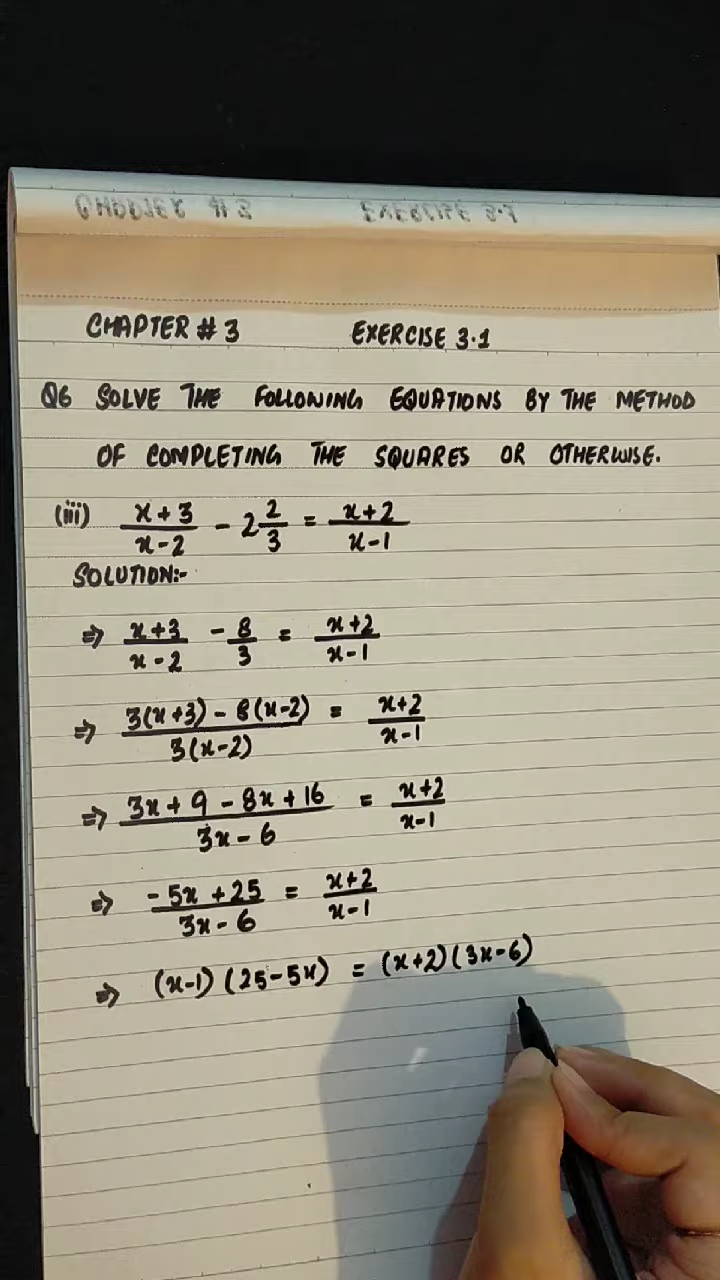 CHAPTER # 3 EXERCISE 3.1
Q6 SOLVE THE FOLLOWING EQUATIONS BY THE METHOD
OF COMPLETING THE SQUARES OR OTHERWISE.
(iii) (x+3)/(x-2) - 2 2/3 = (x+2)/(x-1)
SOLUTION:-
⇒ (x+3)/(x-2) - 8/3 = (x+2)/(x-1)
⇒ (3(x+3) - 8(x-2))/(3(x-2)) = (x+2)/(x-1)
⇒ (3x+9-8x+16)/(3x-6) = (x+2)/(x-1)
⇒ (-5x+25)/(3x-6) = (x+2)/(x-1)
⇒ (x-1)(25-5x) = (x+2)(3x-6)